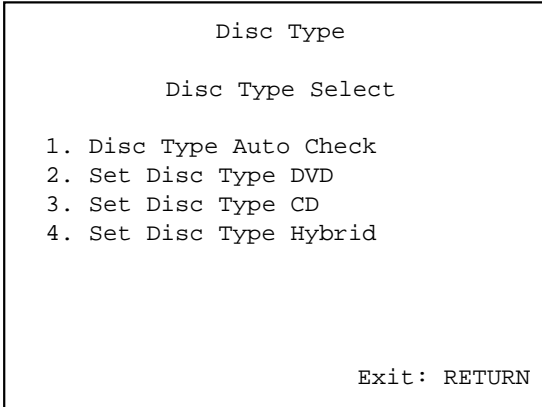 Disc Type
Disc Type Select
1. Disc Type Auto Check
2. Set Disc Type DVD
3. Set Disc Type CD
4. Set Disc Type Hybrid
Exit: RETURN